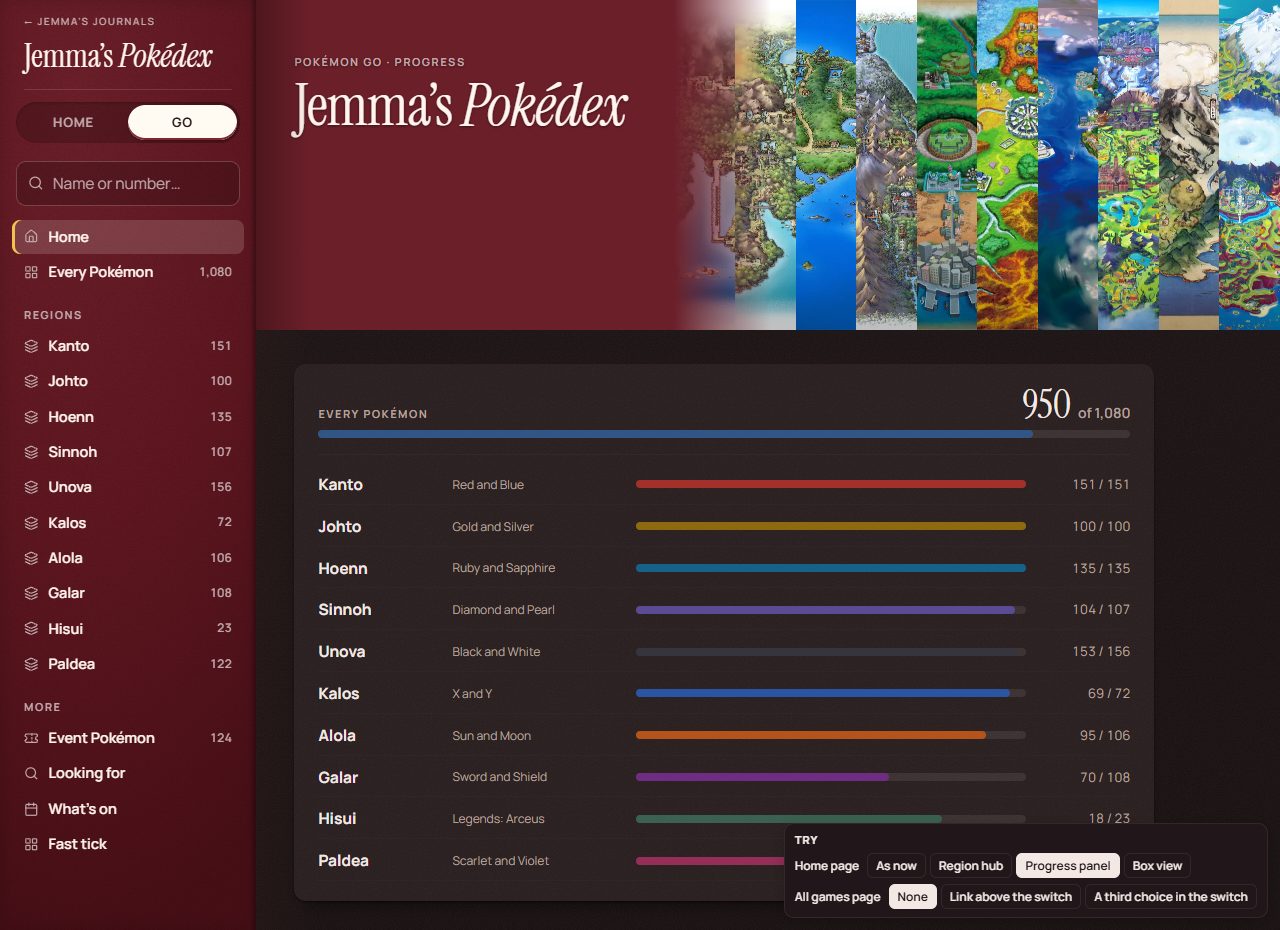 ← JEMMA'S JOURNALS
Jemma's Pokédex
HOME GO
Name or number...
Home
Every Pokémon 1,080
REGIONS
Kanto 151
Johto 100
Hoenn 135
Sinnoh 107
Unova 156
Kalos 72
Alola 106
Galar 108
Hisui 23
Paldea 122
MORE
Event Pokémon 124
Looking for
What's on
Fast tick
POKÉMON GO · PROGRESS
Jemma's Pokédex
EVERY POKÉMON 950 of 1,080
Kanto Red and Blue 151 / 151
Johto Gold and Silver 100 / 100
Hoenn Ruby and Sapphire 135 / 135
Sinnoh Diamond and Pearl 104 / 107
Unova Black and White 153 / 156
Kalos X and Y 69 / 72
Alola Sun and Moon 95 / 106
Galar Sword and Shield 70 / 108
Hisui Legends: Arceus 18 / 23
Paldea Scarlet and Violet
TRY
Home page As now Region hub Progress panel Box view
All games page None Link above the switch A third choice in the switch